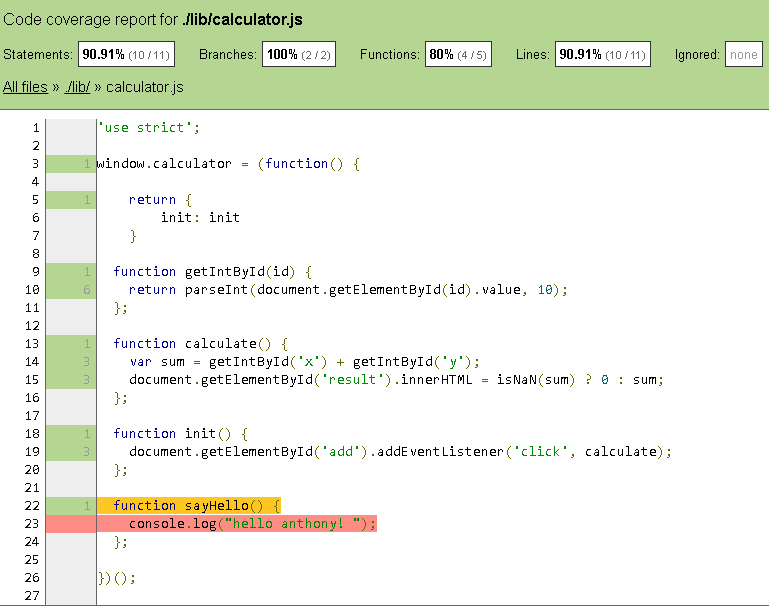 Code coverage report for ./lib/calculator.js
Statements: 90.91% (10 / 11) Branches: 100% (2 / 2) Functions: 80% (4 / 5) Lines: 90.91% (10 / 11) Ignored: none
All files » ./lib/ » calculator.js
1 'use strict';
2
3 1 window.calculator = (function() {
4
5 1 return {
6 init: init
7 }
8
9 1 function getIntById(id) {
10 6 return parseInt(document.getElementById(id).value, 10);
11 };
12
13 1 function calculate() {
14 3 var sum = getIntById('x') + getIntById('y');
15 3 document.getElementById('result').innerHTML = isNaN(sum) ? 0 : sum;
16 };
17
18 1 function init() {
19 3 document.getElementById('add').addEventListener('click', calculate);
20 };
21
22 1 function sayHello() {
23 console.log("hello anthony! ");
24 };
25
26 })();
27